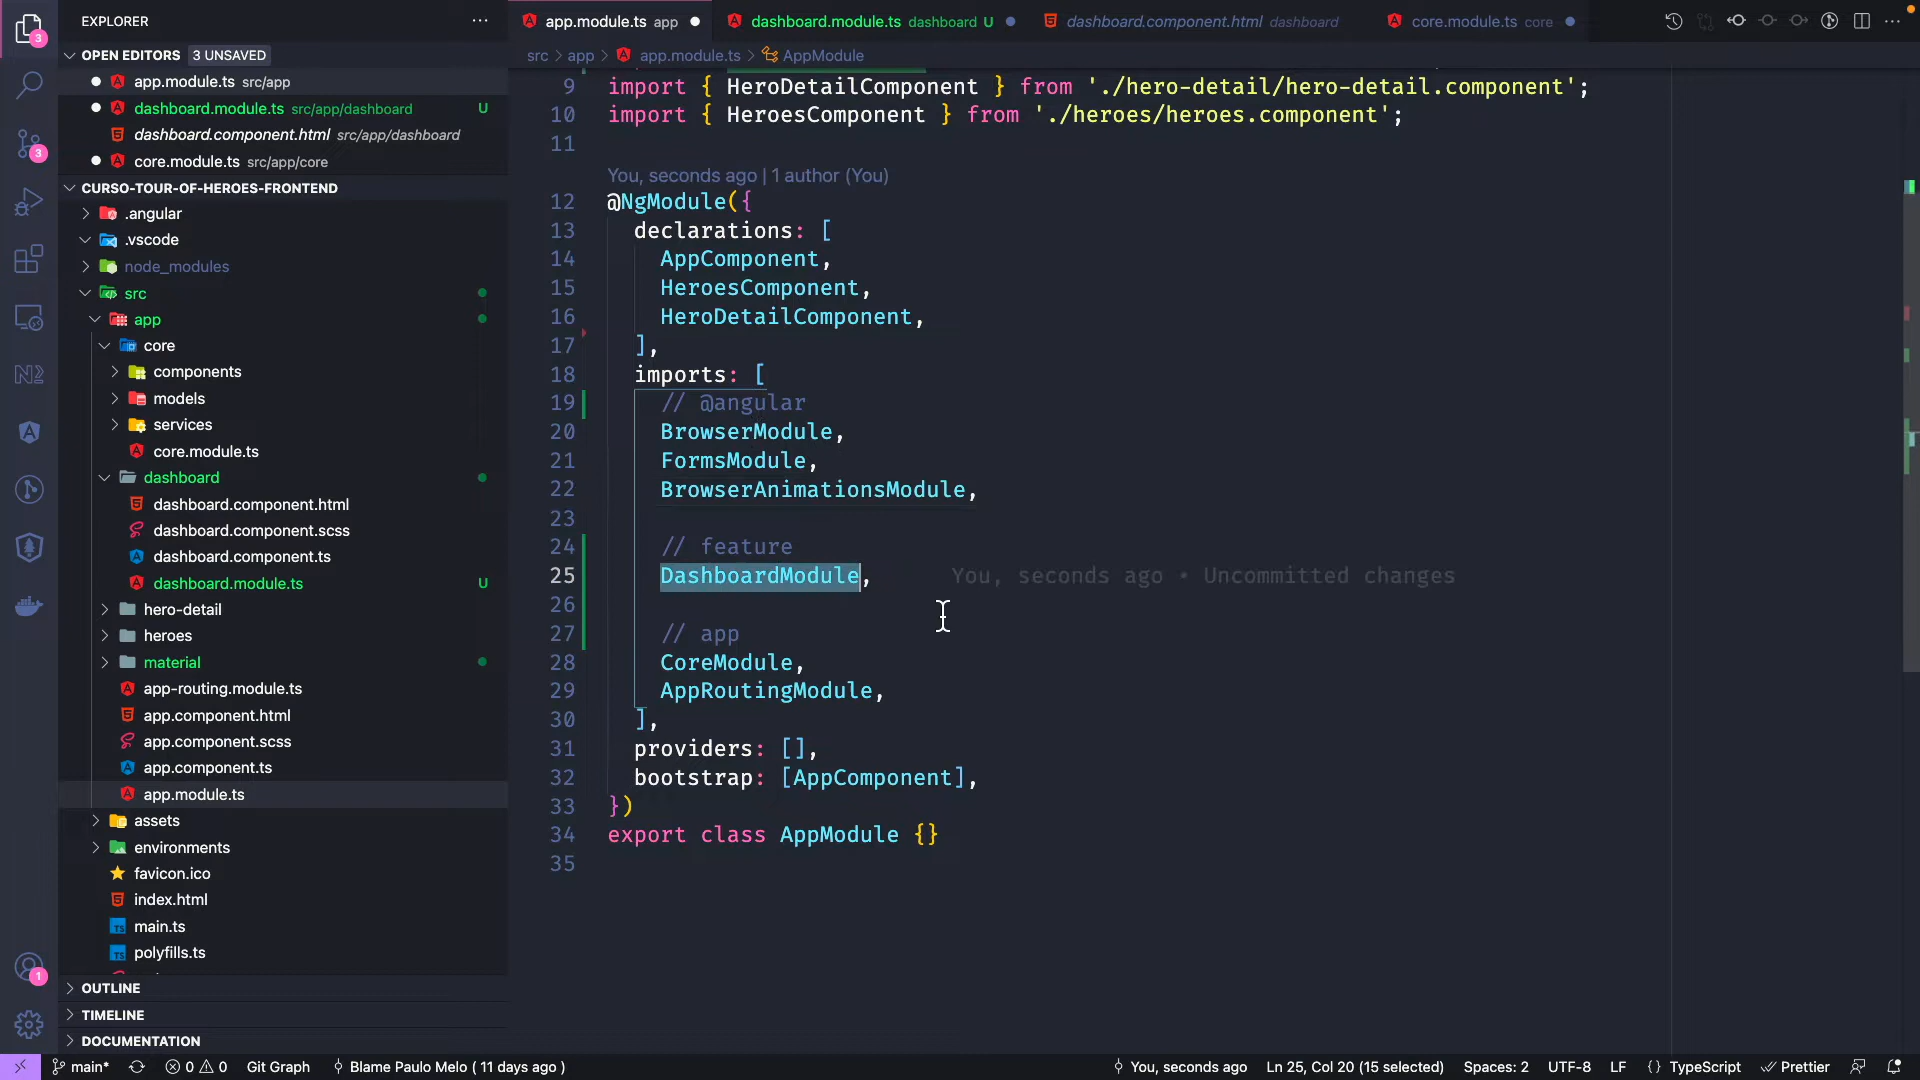 EXPLORER
OPEN EDITORS 3 UNSAVED
app.module.ts src/app
dashboard.module.ts src/app/dashboard U
dashboard.component.html src/app/dashboard
core.module.ts src/app/core
CURSO-TOUR-OF-HEROES-FRONTEND
.angular
.vscode
node_modules
src
app
core
components
models
services
core.module.ts
dashboard
dashboard.component.html
dashboard.component.scss
dashboard.component.ts
dashboard.module.ts U
hero-detail
heroes
material
app-routing.module.ts
app.component.html
app.component.scss
app.component.ts
app.module.ts
assets
environments
favicon.ico
index.html
main.ts
polyfills.ts
OUTLINE
TIMELINE
DOCUMENTATION
3
3
1
app.module.ts app
dashboard.module.ts dashboard U
dashboard.component.html dashboard
core.module.ts core
src > app > app.module.ts > AppModule
9 import { HeroDetailComponent } from './hero-detail/hero-detail.component';
10 import { HeroesComponent } from './heroes/heroes.component';
11
You, seconds ago | 1 author (You)
12 @NgModule({
13 declarations: [
14 AppComponent,
15 HeroesComponent,
16 HeroDetailComponent,
17 ],
18 imports: [
19 // @angular
20 BrowserModule,
21 FormsModule,
22 BrowserAnimationsModule,
23
24 // feature
25 DashboardModule, You, seconds ago • Uncommitted changes
26
27 // app
28 CoreModule,
29 AppRoutingModule,
30 ],
31 providers: [],
32 bootstrap: [AppComponent],
33 })
34 export class AppModule {}
35
main* 0 0 Git Graph Blame Paulo Melo ( 11 days ago ) You, seconds ago Ln 25, Col 20 (15 selected) Spaces: 2 UTF-8 LF {} TypeScript Prettier